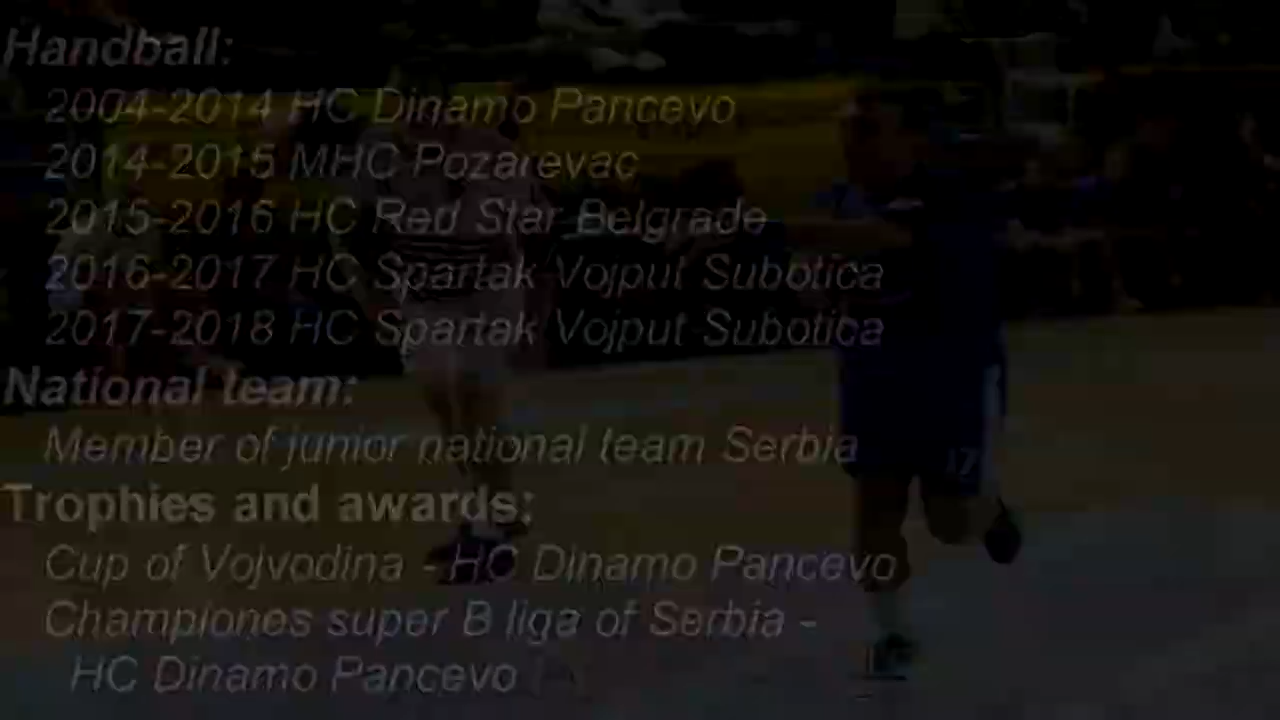 Handball:
2004-2014 HC Dinamo Pancevo
2014-2015 MHC Pozarevac
2015-2016 HC Red Star Belgrade
2016-2017 HC Spartak Vojput Subotica
2017-2018 HC Spartak Vojput Subotica
National team:
Member of junior national team Serbia
Trophies and awards:
Cup of Vojvodina - HC Dinamo Pancevo
Championes super B liga of Serbia -
HC Dinamo Pancevo
17